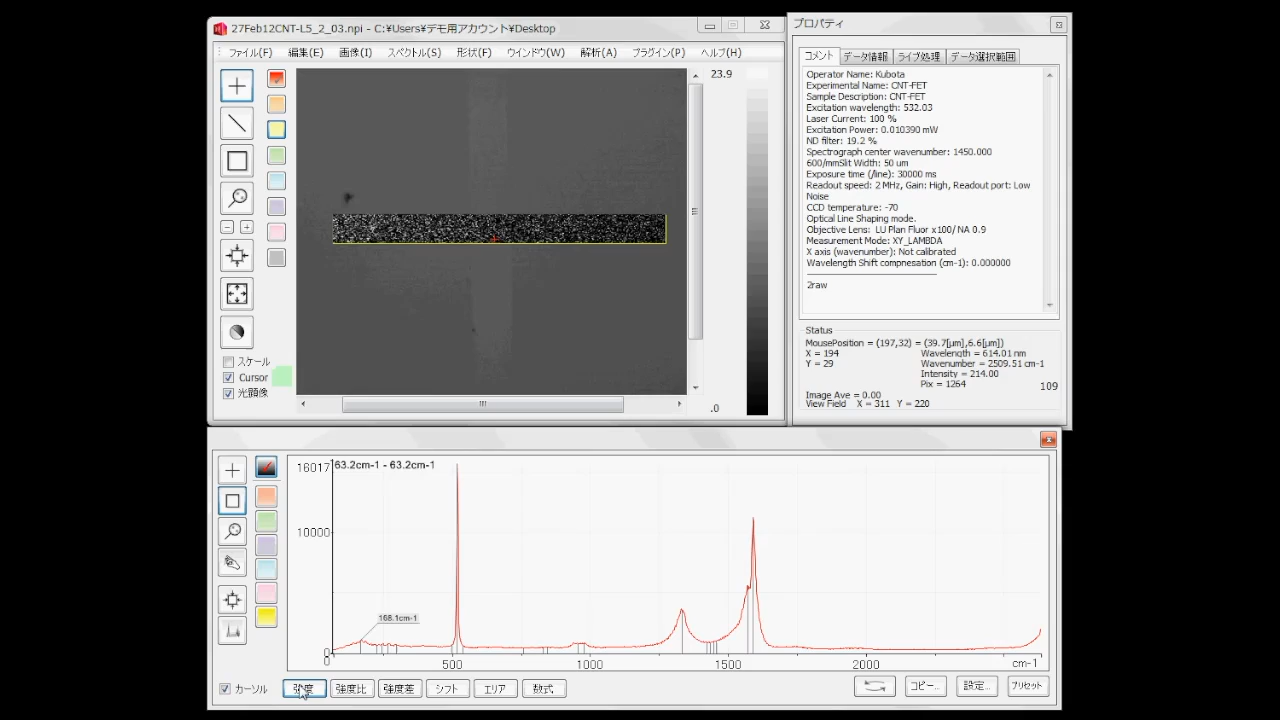 27Feb12CNT-L5_2_03.npi - C:¥Users¥デモ用アカウント¥Desktop
ファイル(F) 編集(E) 画像(I) スペクトル(S) 形状(F) ウインドウ(W) 解析(A) プラグイン(P) ヘルプ(H)
23.9
.0
スケール
Cursor
光顕像
プロパティ
コメント データ情報 ライブ処理 データ選択範囲
Operator Name: Kubota
Experimental Name: CNT-FET
Sample Description: CNT-FET
Excitation wavelength: 532.03
Laser Current: 100 %
Excitation Power: 0.010390 mW
ND filter: 19.2 %
Spectrograph center wavenumber: 1450.000
600/mmSlit Width: 50 um
Exposure time (/line): 30000 ms
Readout speed: 2 MHz, Gain: High, Readout port: Low
Noise
CCD temperature: -70
Optical Line Shaping mode.
Objective Lens: LU Plan Fluor x100/ NA 0.9
Measurement Mode: XY_LAMBDA
X axis (wavenumber): Not calibrated
Wavelength Shift compnesation (cm-1): 0.000000
2raw
Status
MousePosition = (197,32) = (39.7[μm],6.6[μm])
X = 194 Wavelength = 614.01 nm
Y = 29 Wavenumber = 2509.51 cm-1
Intensity = 214.00
Pix = 1264
109
Image Ave = 0.00
View Field X = 311 Y = 220
16017
63.2cm-1 - 63.2cm-1
10000
168.1cm-1
0
0 500 1000 1500 2000 cm-1
カーソル 強度 強度比 強度差 シフト エリア 数式 コピー... 設定... プリセット